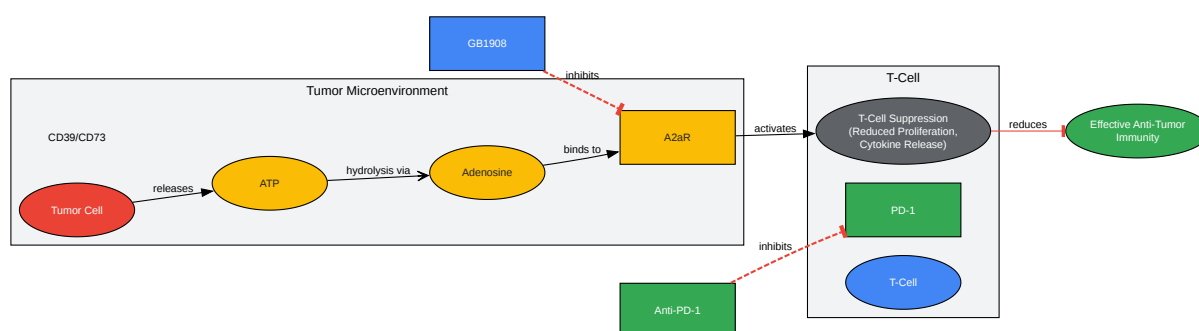 GB1908
inhibits
Tumor Microenvironment
T-Cell
CD39/CD73
A2aR
activates
T-Cell Suppression
(Reduced Proliferation,
Cytokine Release)
reduces
Effective Anti-Tumor
Immunity
binds to
hydrolysis via
Adenosine
ATP
releases
Tumor Cell
PD-1
inhibits
T-Cell
Anti-PD-1